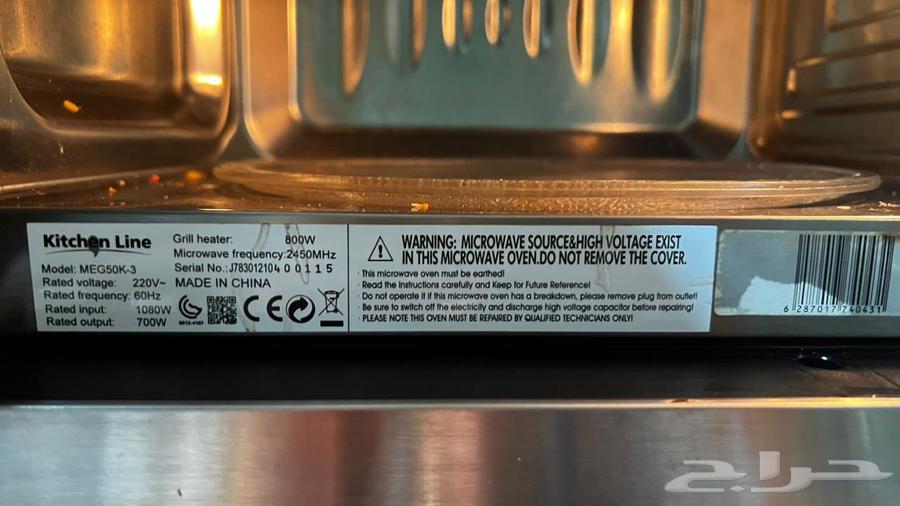 Kitchen Line
Model: MEG50K-3
Rated voltage: 220V~
Rated frequency: 60Hz
Rated input: 1080W
Rated output: 700W
Grill heater: 800W
Microwave frequency:2450MHz
Serial No.:J78301210400115
MADE IN CHINA
CE
WARNING: MICROWAVE SOURCE&HIGH VOLTAGE EXIST
IN THIS MICROWAVE OVEN.DO NOT REMOVE THE COVER.
· This microwave oven must be earthed!
· Read the Instructions carefully and Keep for Future Reference!
· Do not operate it if this microwave oven has a breakdown, please remove plug from outlet!
· Be sure to switch off the electricity and discharge high voltage capacitor before repairing!
· PLEASE NOTE THIS OVEN MUST BE REPAIRED BY QUALIFIED TECHNICIANS ONLY!
6 287017 740431
حراج